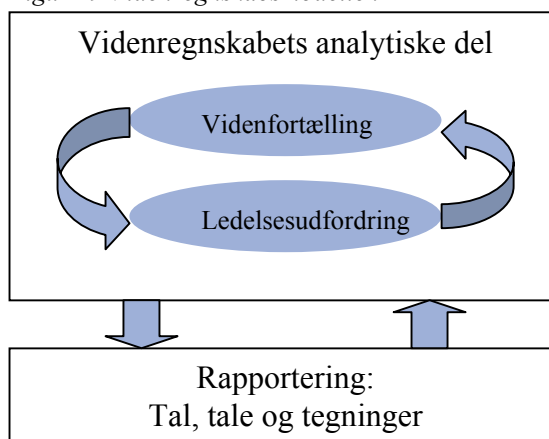 Videnregnskabets analytiske del
Videnfortælling
Ledelsesudfordring
Rapportering:
Tal, tale og tegninger